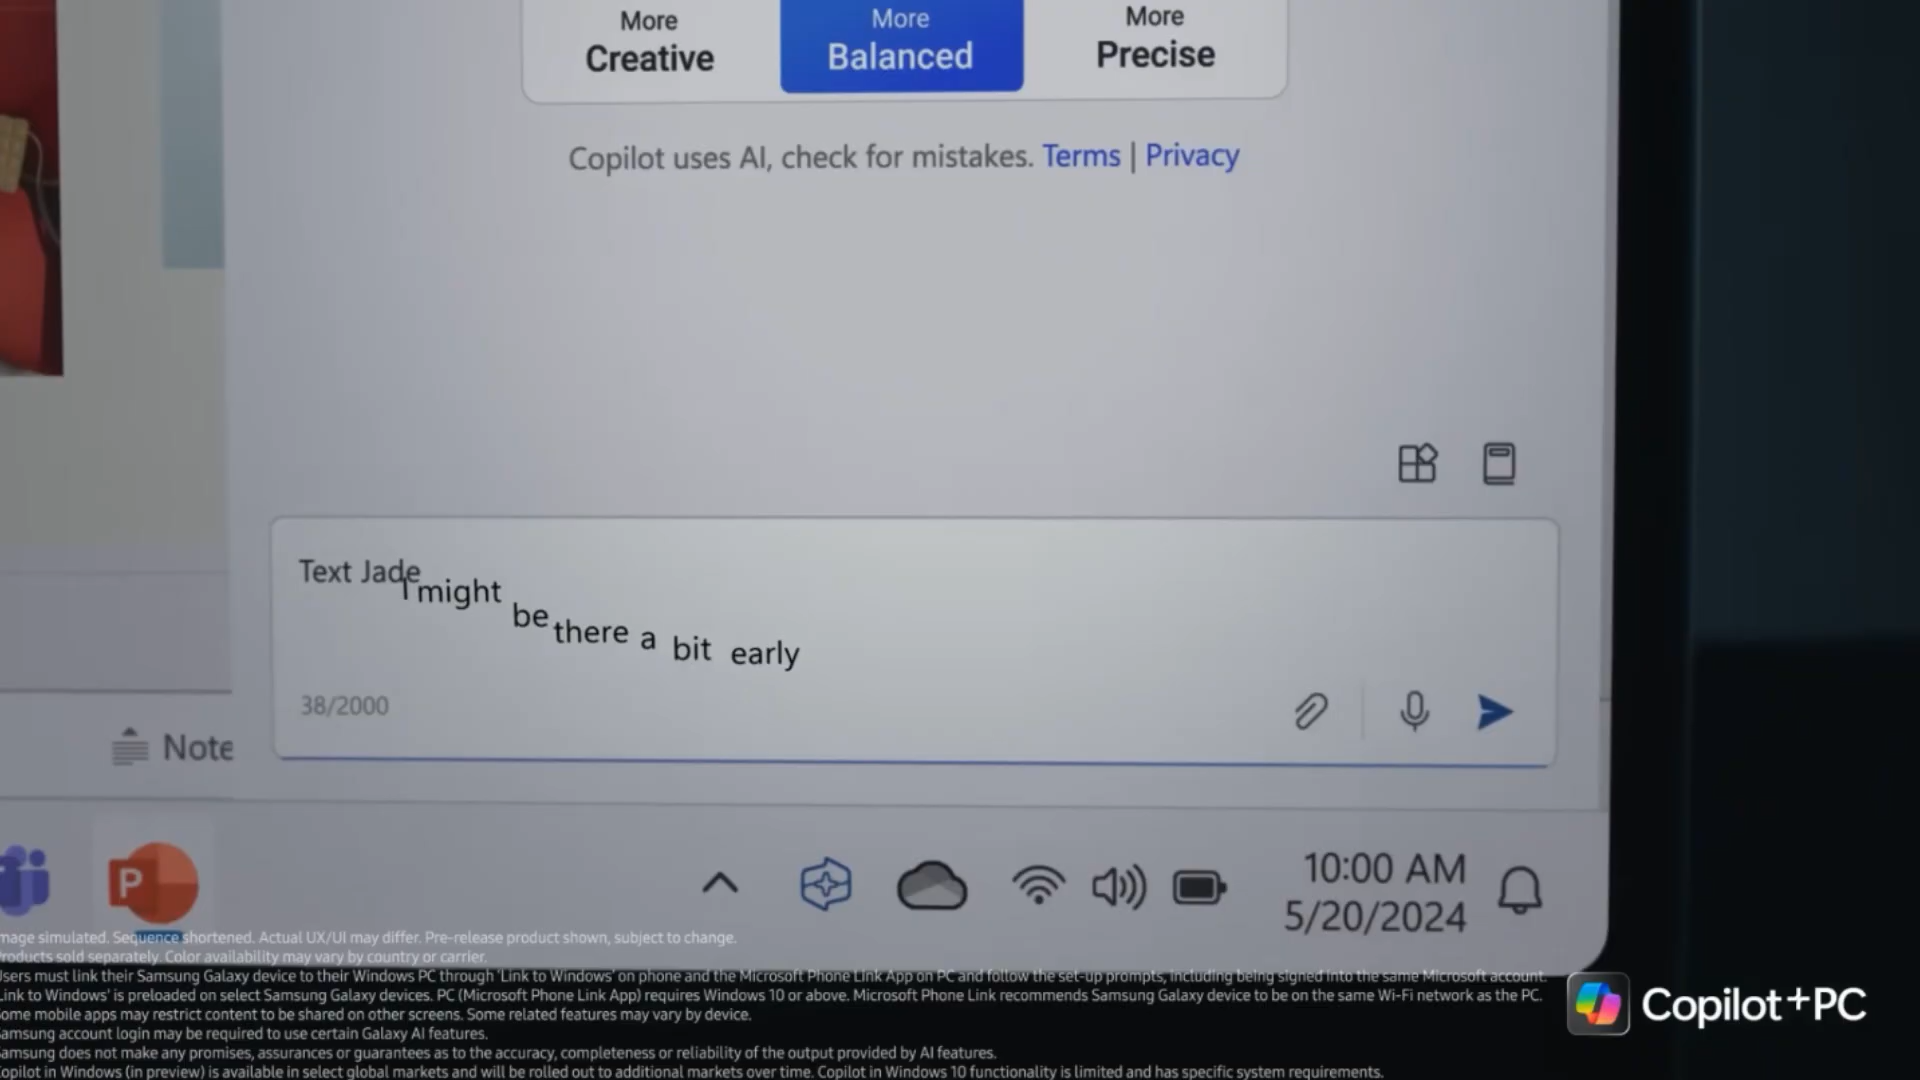 More
Creative
More
Balanced
More
Precise
Copilot uses AI, check for mistakes. Terms | Privacy
Text Jade
I might be there a bit early
38/2000
Note
P
10:00 AM
5/20/2024
mage simulated. Sequence shortened. Actual UX/UI may differ. Pre-release product shown, subject to change.
roducts sold separately. Color availability may vary by country or carrier.
Users must link their Samsung Galaxy device to their Windows PC through 'Link to Windows' on phone and the Microsoft Phone Link App on PC and follow the set-up prompts, including being signed into the same Microsoft account.
Link to Windows' is preloaded on select Samsung Galaxy devices. PC (Microsoft Phone Link App) requires Windows 10 or above. Microsoft Phone Link recommends Samsung Galaxy device to be on the same Wi-Fi network as the PC.
ome mobile apps may restrict content to be shared on other screens. Some related features may vary by device.
amsung account login may be required to use certain Galaxy AI features.
amsung does not make any promises, assurances or guarantees as to the accuracy, completeness or reliability of the output provided by AI features.
opilot in Windows (in preview) is available in select global markets and will be rolled out to additional markets over time. Copilot in Windows 10 functionality is limited and has specific system requirements.
Copilot+PC